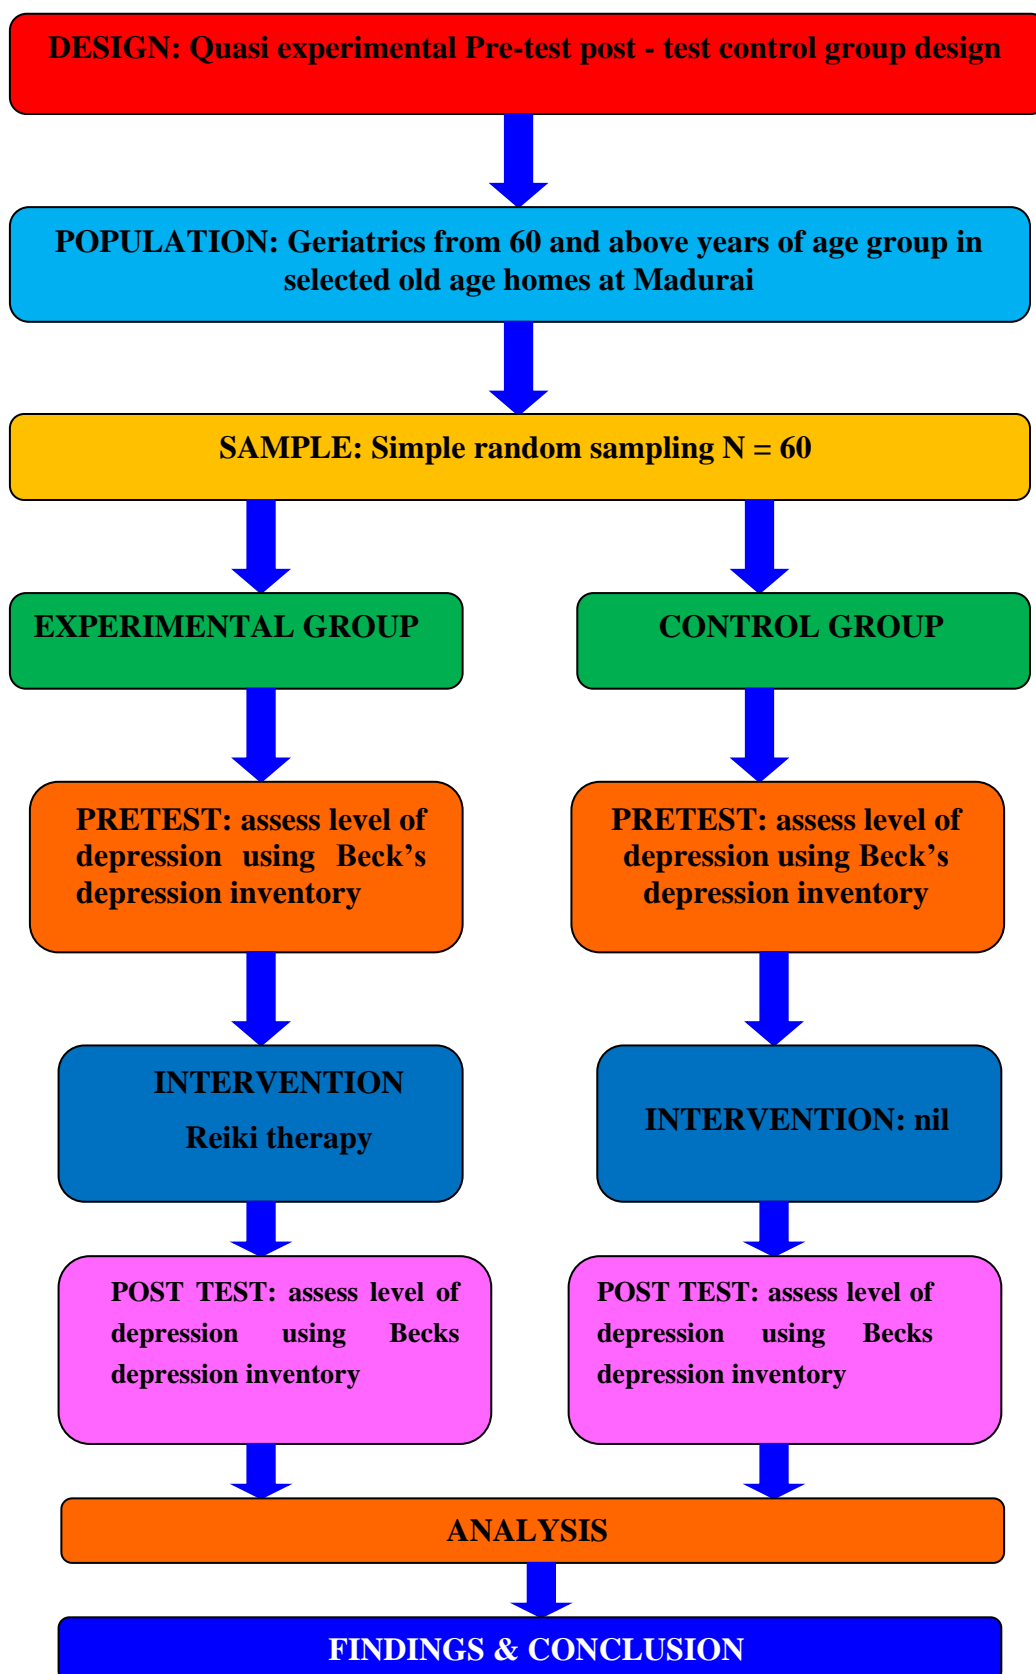 DESIGN: Quasi experimental Pre-test post - test control group design
POPULATION: Geriatrics from 60 and above years of age group in
selected old age homes at Madurai
SAMPLE: Simple random sampling N = 60
EXPERIMENTAL GROUP
CONTROL GROUP
PRETEST: assess level of
depression using Beck’s
depression inventory
PRETEST: assess level of
depression using Beck’s
depression inventory
INTERVENTION
Reiki therapy
INTERVENTION: nil
POST TEST: assess level of
depression using Becks
depression inventory
POST TEST: assess level of
depression using Becks
depression inventory
ANALYSIS
FINDINGS & CONCLUSION